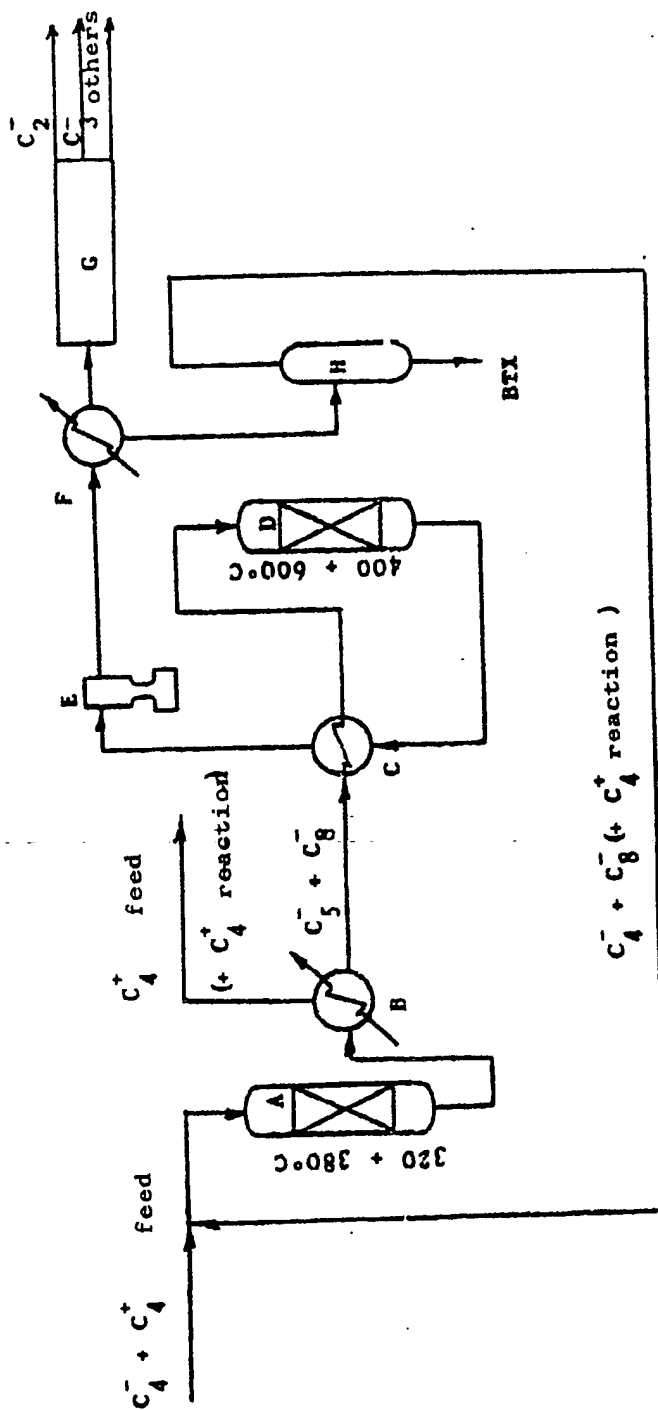 C₄⁻ + C₄⁺ feed
320 + 380°C
A
B
C₄⁺ feed
(+ C₄⁺ reaction)
C₅⁻ + C₈⁻
C
D
400 + 600°C
E
F
G
C₂⁻
C₃⁻
others
H
BTX
C₄⁻ + C₈⁻ (+ C₄⁺ reaction )